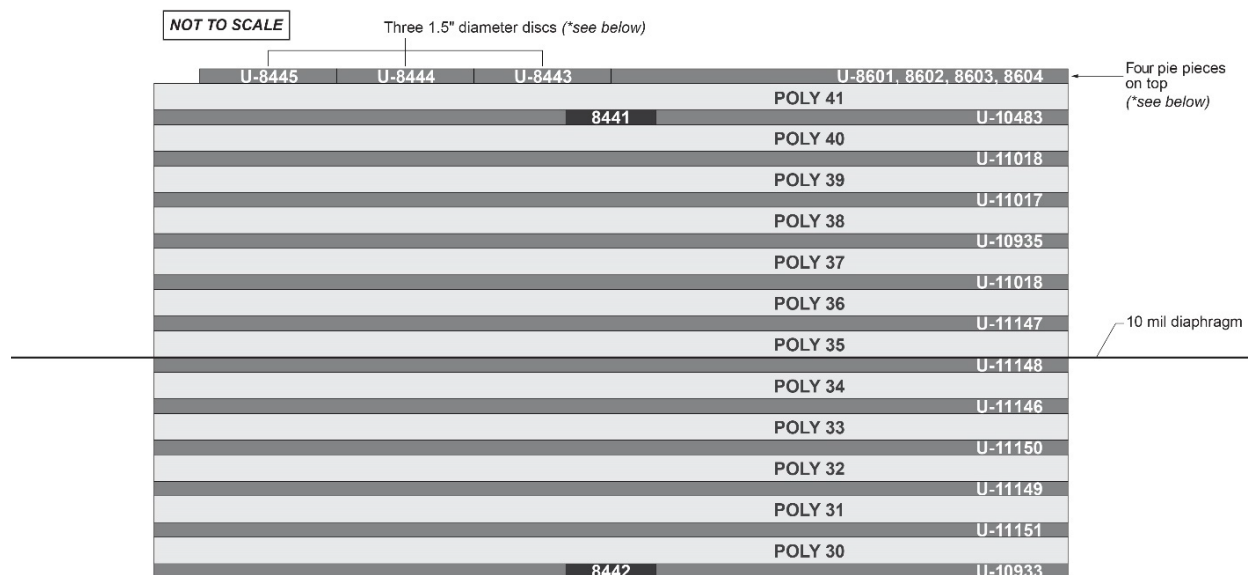 NOT TO SCALE
Three 1.5" diameter discs (*see below)
U-8445 U-8444 U-8443 U-8601, 8602, 8603, 8604
Four pie pieces
on top
(*see below)
POLY 41
8441 U-10483
POLY 40
U-11018
POLY 39
U-11017
POLY 38
U-10935
POLY 37
U-11018
POLY 36
U-11147
10 mil diaphragm
POLY 35
U-11148
POLY 34
U-11146
POLY 33
U-11150
POLY 32
U-11149
POLY 31
U-11151
POLY 30
8442 U-10933